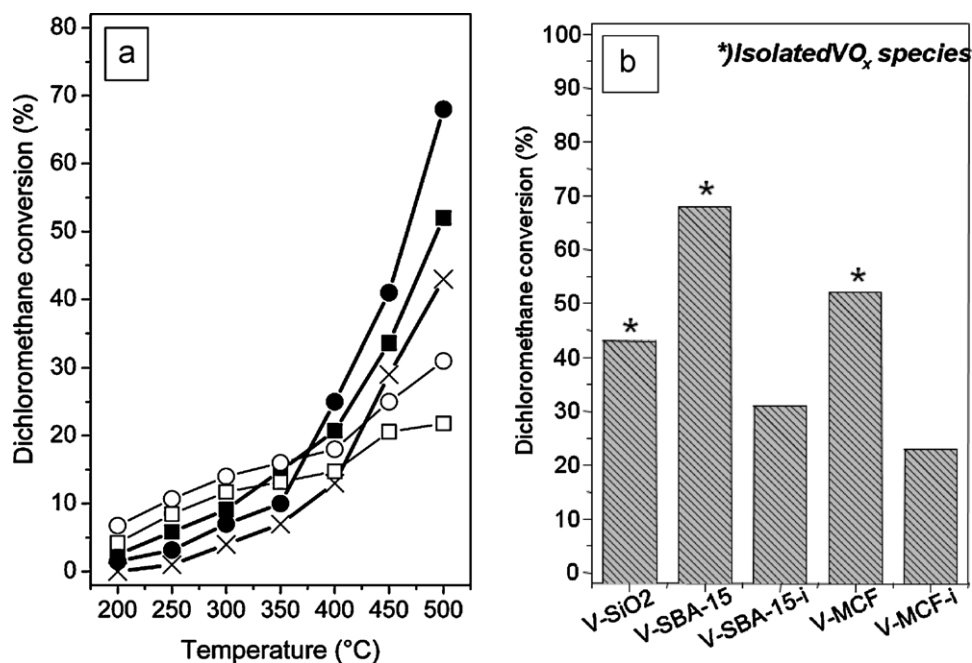 a
Dichloromethane conversion (%)
80
70
60
50
40
30
20
10
0
200 250 300 350 400 450 500
Temperature (°C)
b
*)IsolatedVOx species
Dichloromethane conversion (%)
100
90
80
70
60
50
40
30
20
10
0
* * *
V-SiO2 V-SBA-15 V-SBA-15-i V-MCF V-MCF-i